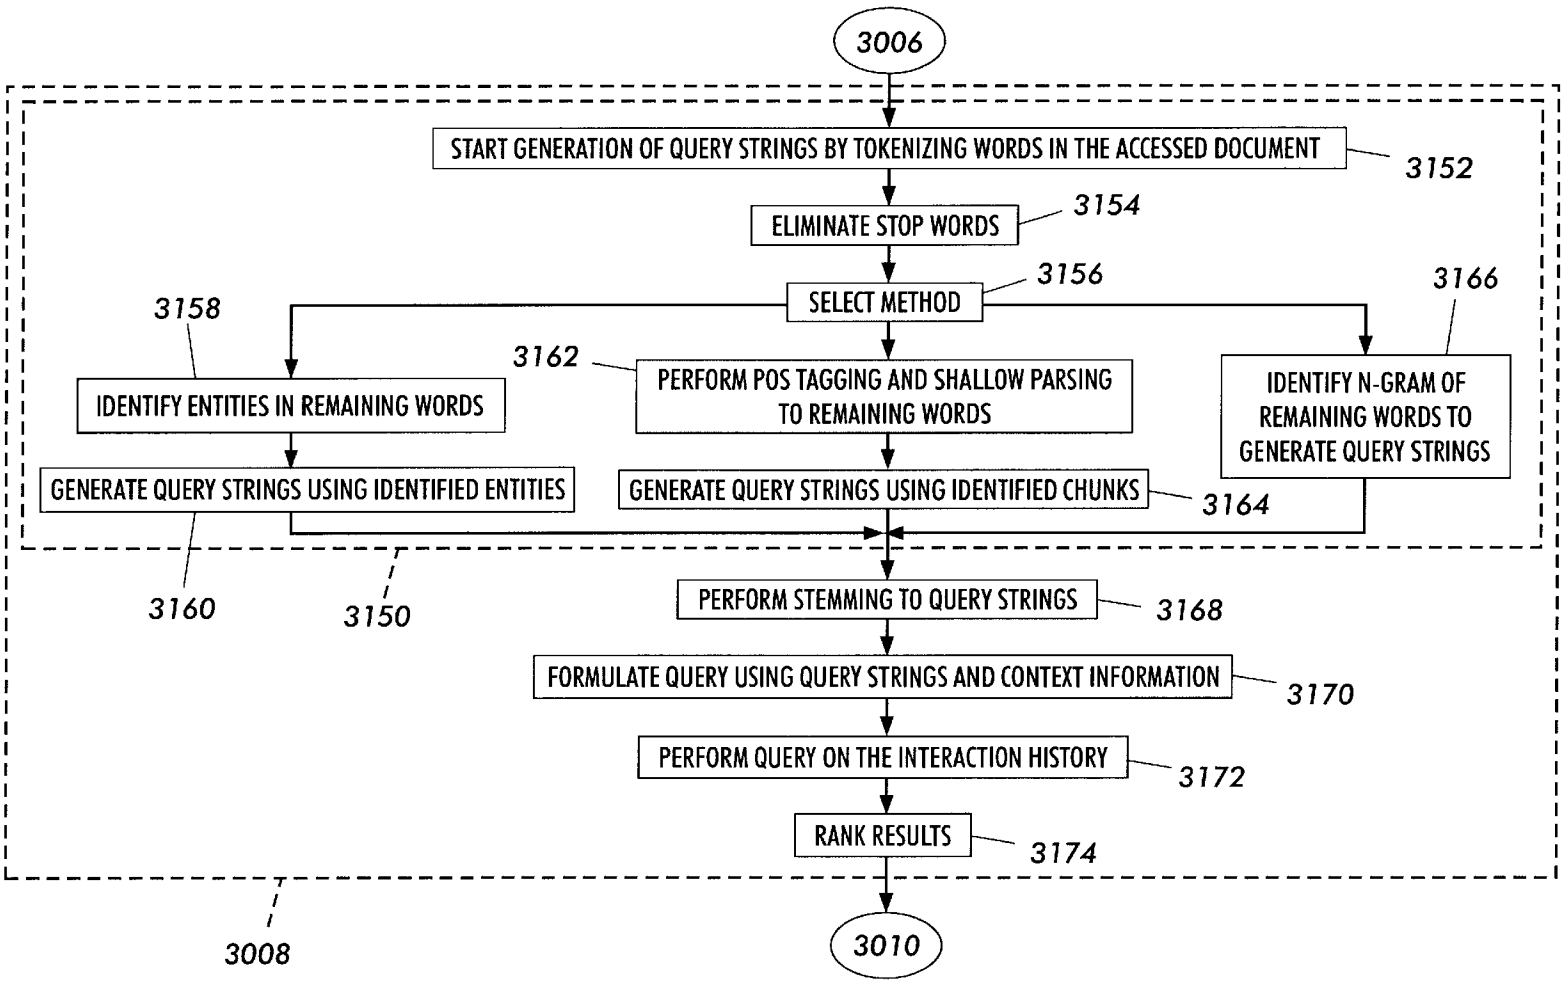 3006
START GENERATION OF QUERY STRINGS BY TOKENIZING WORDS IN THE ACCESSED DOCUMENT
3152
ELIMINATE STOP WORDS
3154
SELECT METHOD
3156
3158
IDENTIFY ENTITIES IN REMAINING WORDS
GENERATE QUERY STRINGS USING IDENTIFIED ENTITIES
3160
3162
PERFORM POS TAGGING AND SHALLOW PARSING
TO REMAINING WORDS
GENERATE QUERY STRINGS USING IDENTIFIED CHUNKS
3164
3166
IDENTIFY N-GRAM OF
REMAINING WORDS TO
GENERATE QUERY STRINGS
3150
PERFORM STEMMING TO QUERY STRINGS
3168
FORMULATE QUERY USING QUERY STRINGS AND CONTEXT INFORMATION
3170
PERFORM QUERY ON THE INTERACTION HISTORY
3172
RANK RESULTS
3174
3008
3010